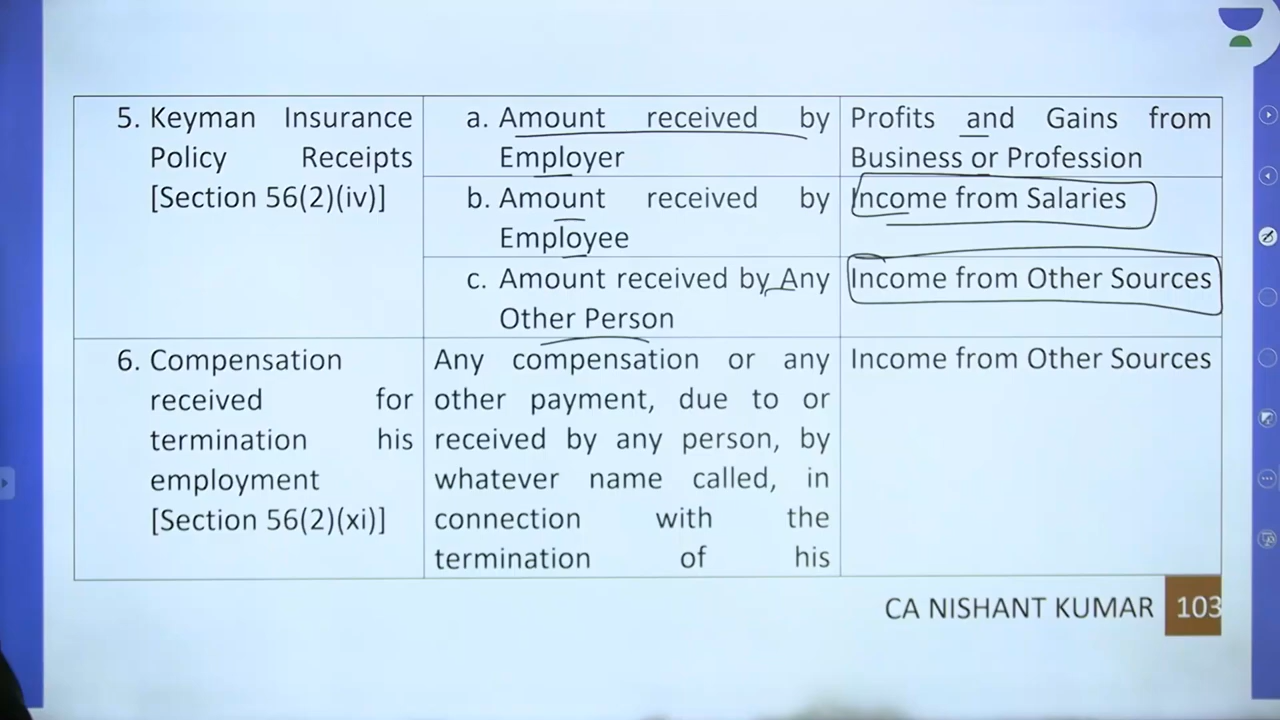 5. Keyman Insurance
Policy Receipts
[Section 56(2)(iv)]
a. Amount received by
Employer
Profits and Gains from
Business or Profession
b. Amount received by
Employee
Income from Salaries
c. Amount received by Any
Other Person
Income from Other Sources
6. Compensation
received for
termination his
employment
[Section 56(2)(xi)]
Any compensation or any
other payment, due to or
received by any person, by
whatever name called, in
connection with the
termination of his
Income from Other Sources
CA NISHANT KUMAR 103